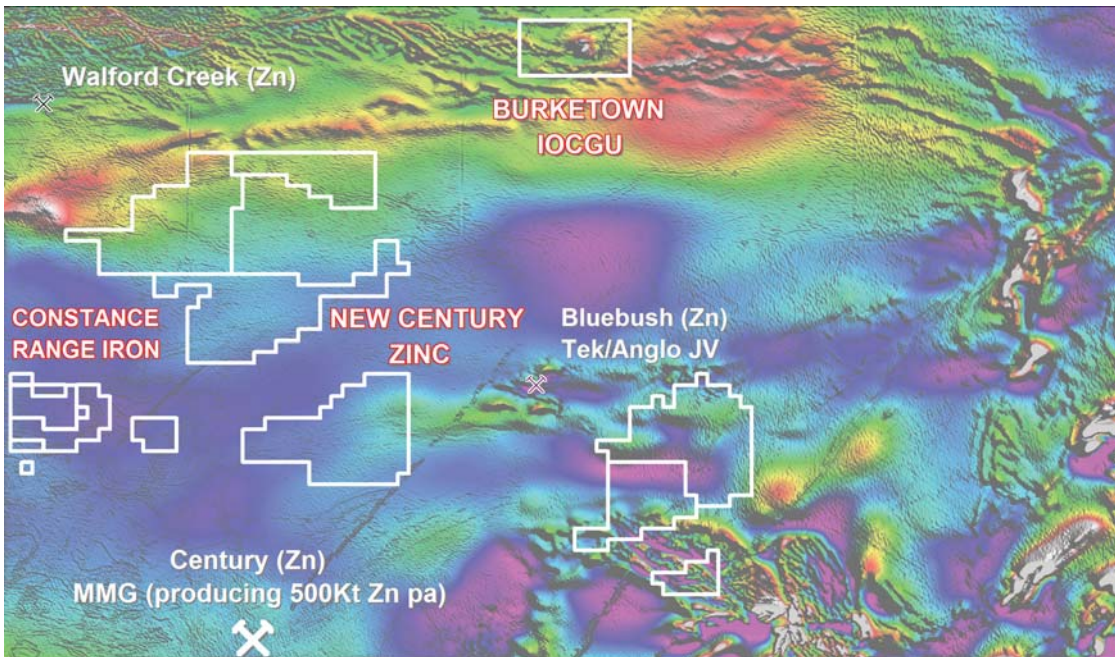 Walford Creek (Zn)
BURKETOWN
IOCGU
CONSTANCE
RANGE IRON
NEW CENTURY
ZINC
Bluebush (Zn)
Tek/Anglo JV
Century (Zn)
MMG (producing 500Kt Zn pa)